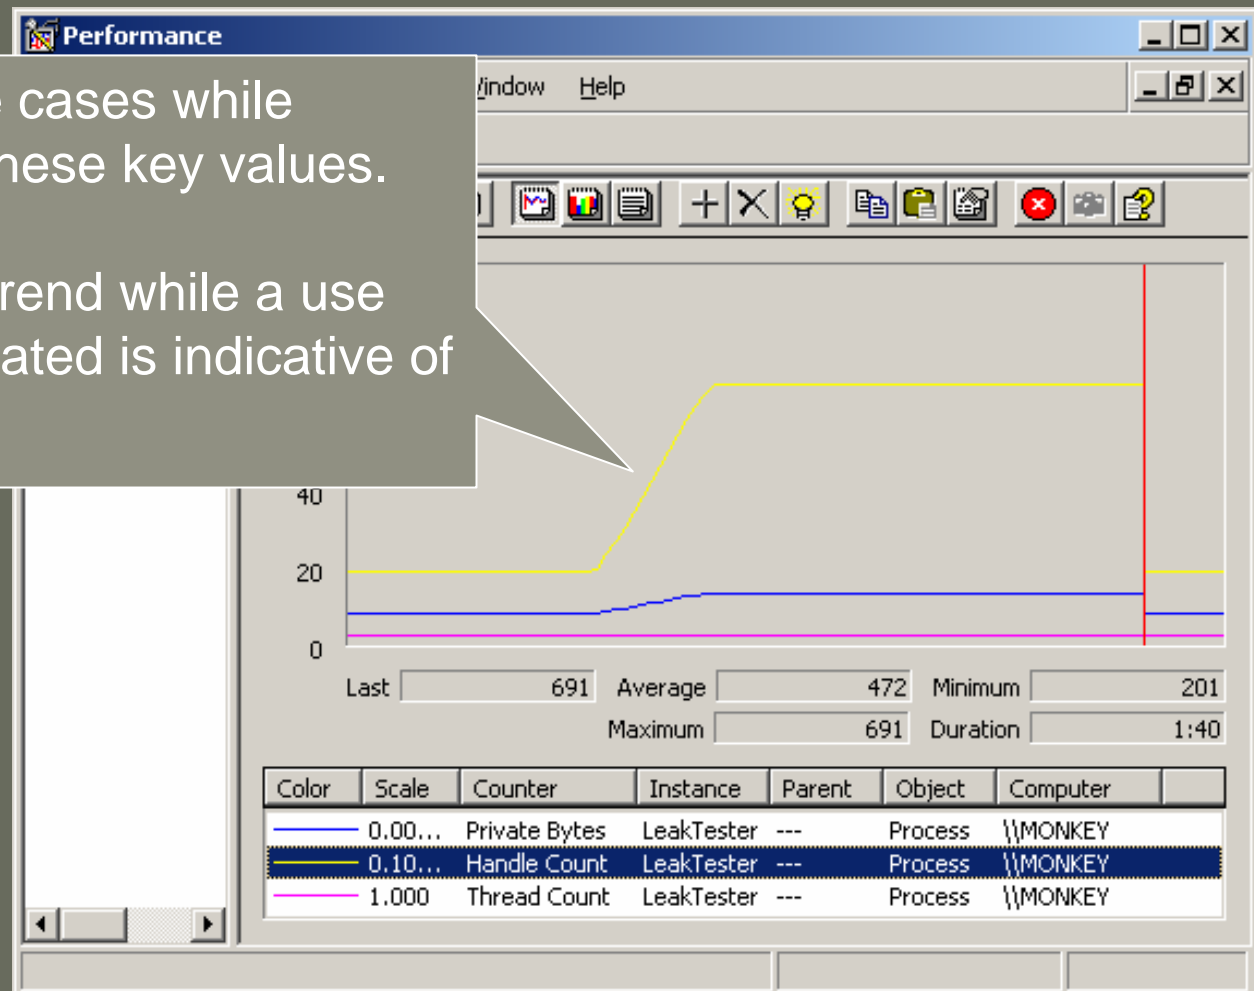 Performance
cases while
hese key values.
rend while a use
ated is indicative of
indow Help
40
20
0
Last 691 Average 472 Minimum 201
Maximum 691 Duration 1:40
Color Scale Counter Instance Parent Object Computer
0.00... Private Bytes LeakTester --- Process \\MONKEY
0.10... Handle Count LeakTester --- Process \\MONKEY
1.000 Thread Count LeakTester --- Process \\MONKEY